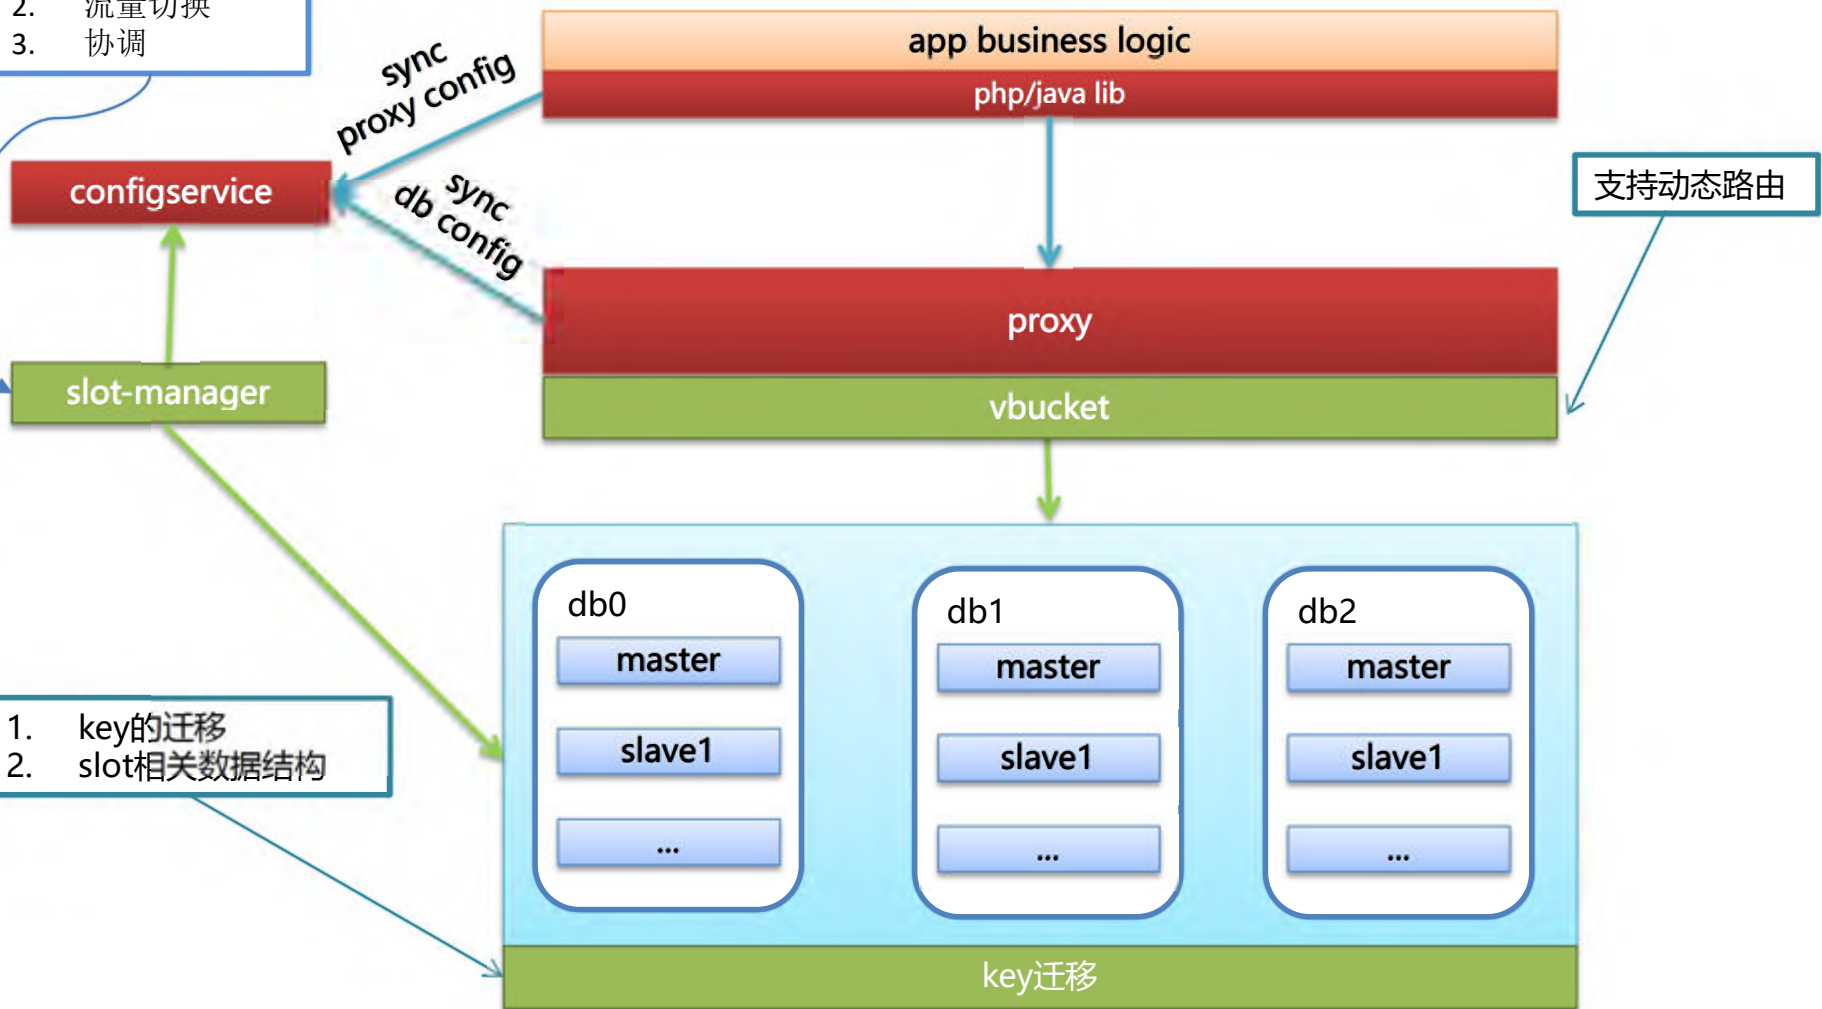 2. 流量切换
3. 协调
sync
proxy config
app business logic
php/java lib
configservice
sync
db config
支持动态路由
proxy
slot-manager
vbucket
db0
master
slave1
...
db1
master
slave1
...
db2
master
slave1
...
1. key的迁移
2. slot相关数据结构
key迁移